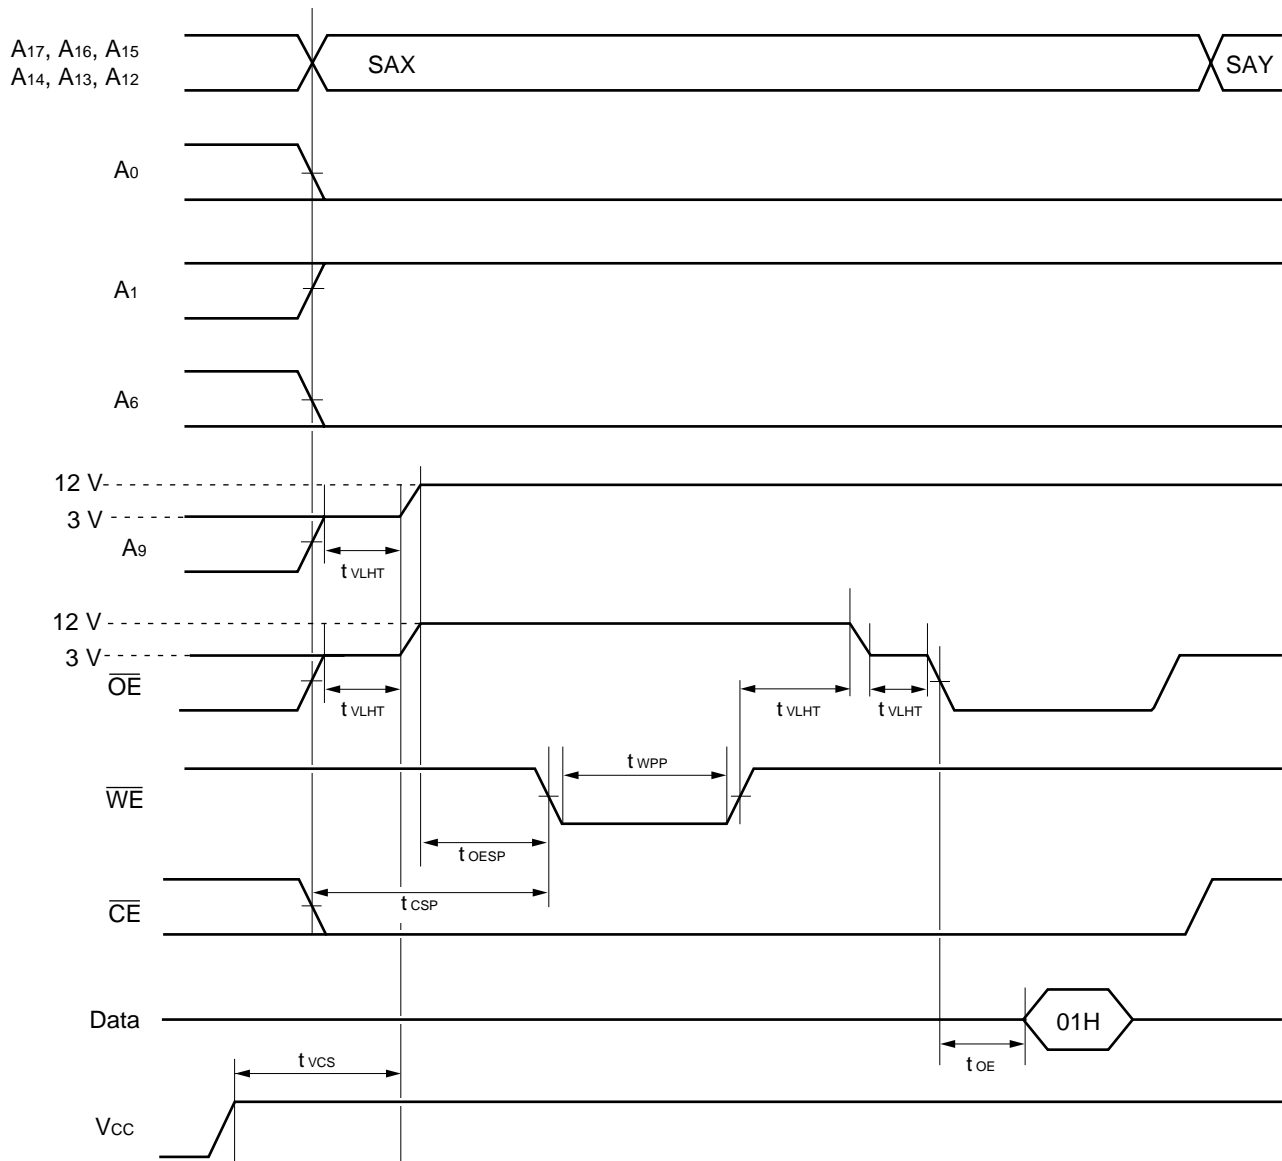 A17, A16, A15
A14, A13, A12
SAX
SAY
A0
A1
A6
12 V
3 V
A9
t VLHT
12 V
3 V
OE
t VLHT
t VLHT
t VLHT
t WPP
WE
t OESP
t CSP
CE
Data
01H
t OE
t VCS
VCC